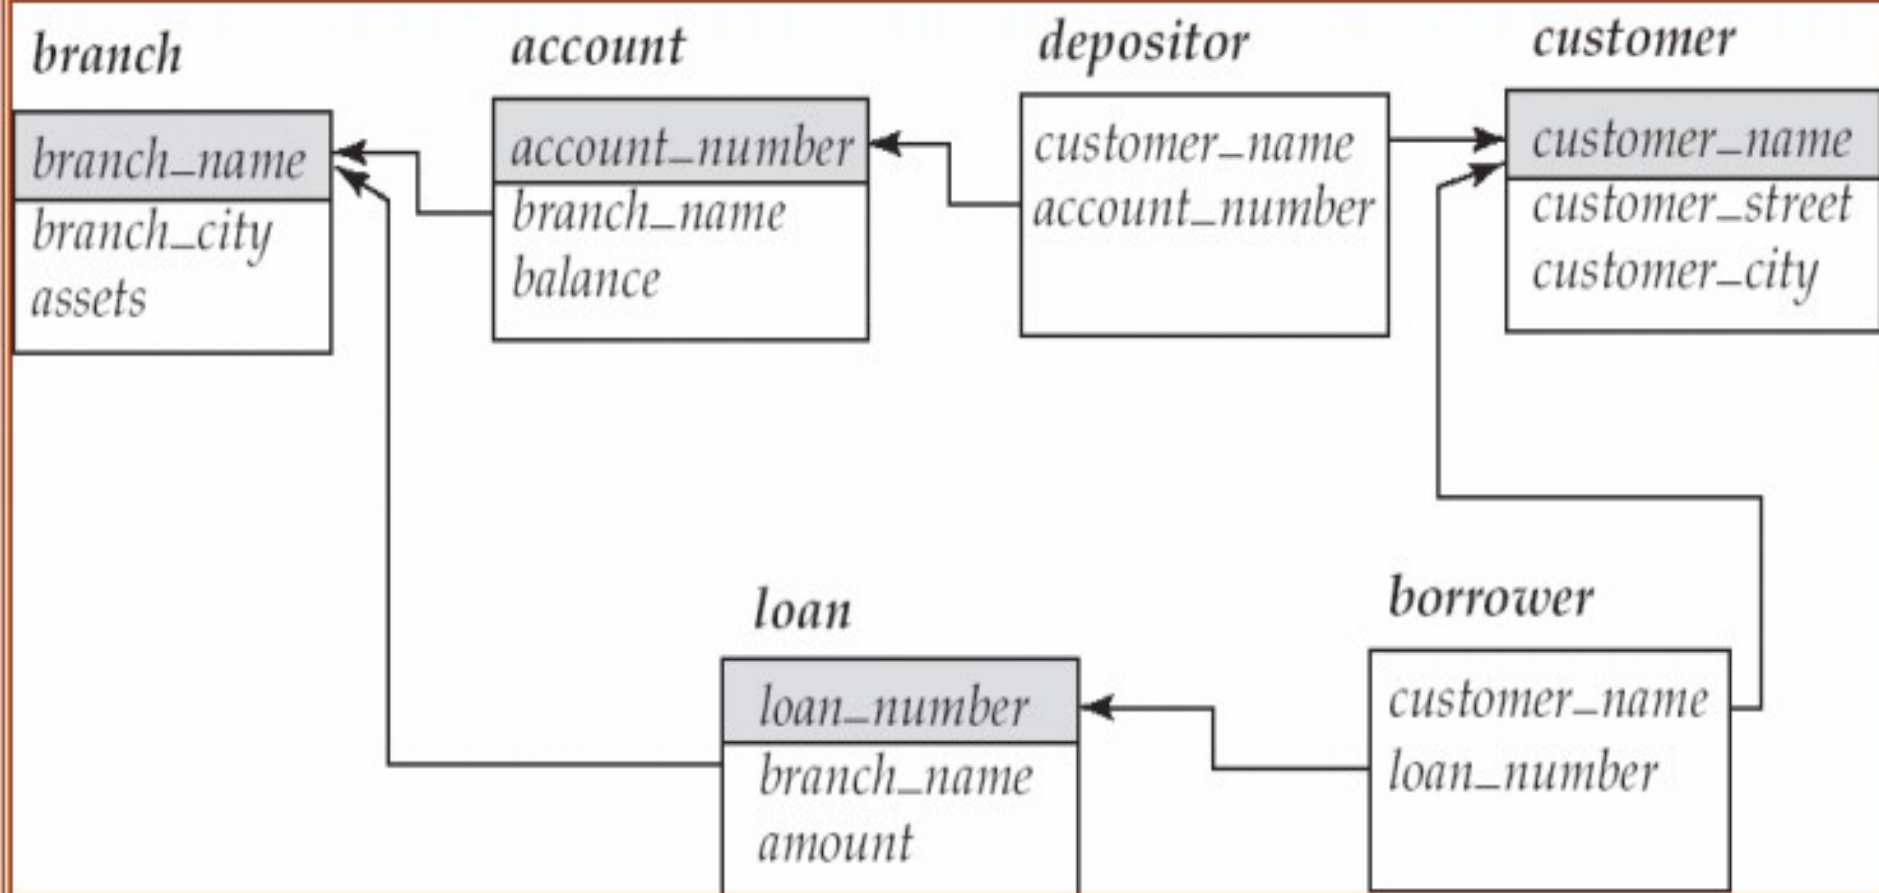 branch
branch_name
branch_city
assets
account
account_number
branch_name
balance
depositor
customer_name
account_number
customer
customer_name
customer_street
customer_city
loan
loan_number
branch_name
amount
borrower
customer_name
loan_number